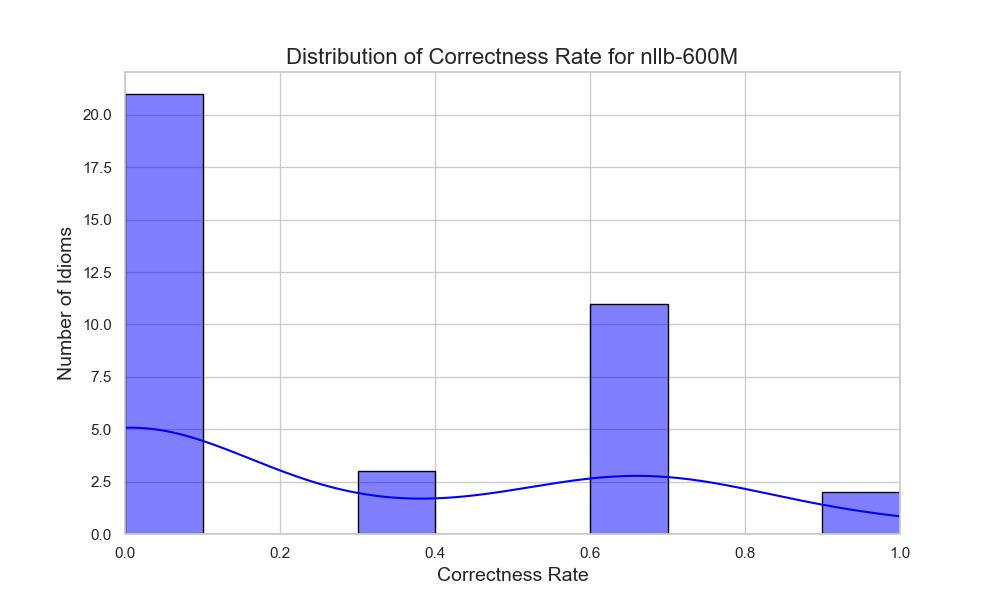 Distribution of Correctness Rate for nllb-600M
Number of Idioms
20.0
17.5
15.0
12.5
10.0
7.5
5.0
2.5
0.0
0.0 0.2 0.4 0.6 0.8 1.0
Correctness Rate